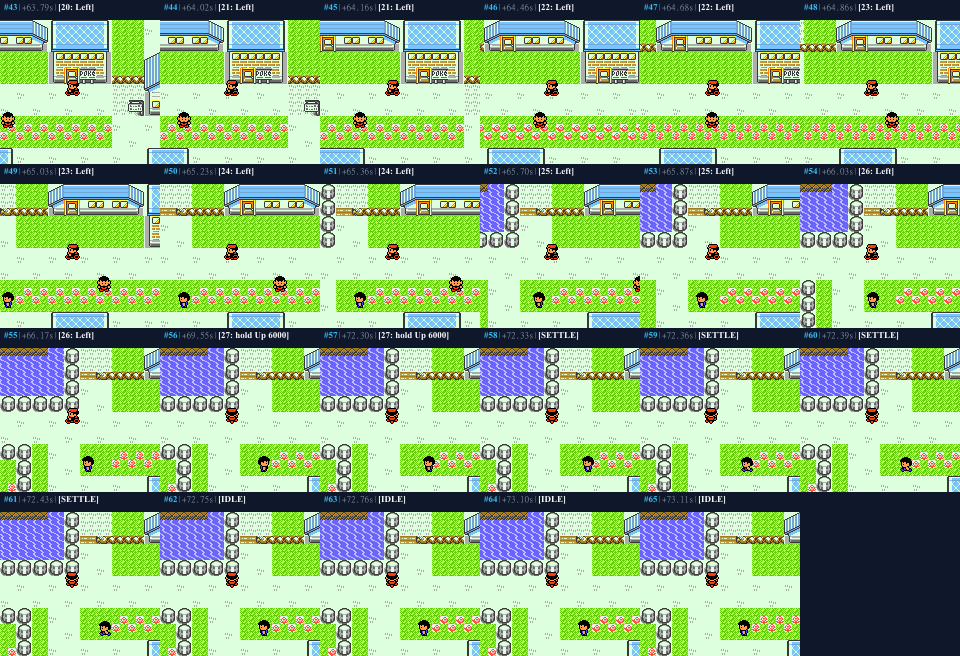 #43|+63.79s|[20: Left]
#44|+64.02s|[21: Left]
#45|+64.16s|[21: Left]
#46|+64.46s|[22: Left]
#47|+64.68s|[22: Left]
#48|+64.86s|[23: Left]
POKE
POKE
POKE
POKE
POKE
#49|+65.03s|[23: Left]
#50|+65.23s|[24: Left]
#51|+65.36s|[24: Left]
#52|+65.70s|[25: Left]
#53|+65.87s|[25: Left]
#54|+66.03s|[26: Left]
#55|+66.17s|[26: Left]
#56|+69.55s|[27: hold Up 6000]
#57|+72.30s|[27: hold Up 6000]
#58|+72.33s|[SETTLE]
#59|+72.36s|[SETTLE]
#60|+72.39s|[SETTLE]
#61|+72.43s|[SETTLE]
#62|+72.75s|[IDLE]
#63|+72.76s|[IDLE]
#64|+73.10s|[IDLE]
#65|+73.11s|[IDLE]